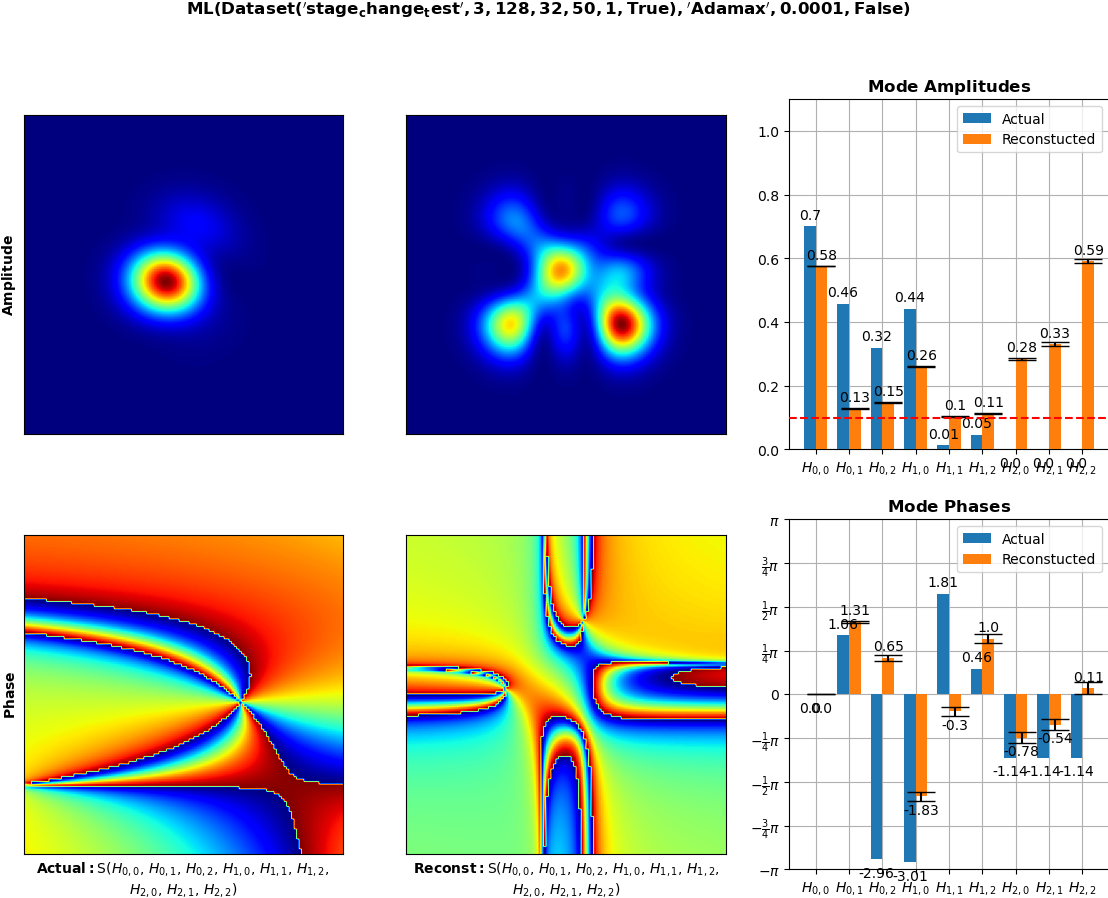 ML(Dataset('stage_change_test', 3, 128, 32, 50, 1, True), 'Adamax', 0.0001, False)
Amplitude
Mode Amplitudes
Actual
Reconstucted
1.0
0.8
0.6
0.4
0.2
0.0
0.7
0.58
0.46
0.13
0.32
0.15
0.44
0.26
0.01
0.1
0.05
0.11
0.0
0.28
0.0
0.33
0.0
0.59
H0,0 H0,1 H0,2 H1,0 H1,1 H1,2 H2,0 H2,1 H2,2
Phase
Actual: S(H0,0, H0,1, H0,2, H1,0, H1,1, H1,2,
H2,0, H2,1, H2,2)
Reconst: S(H0,0, H0,1, H0,2, H1,0, H1,1, H1,2,
H2,0, H2,1, H2,2)
Mode Phases
Actual
Reconstucted
π
3/4π
1/2π
1/4π
0
−1/4π
−1/2π
−3/4π
−π
0.0
0.0
1.06
1.31
-2.96
0.65
-3.01
-1.83
1.81
-0.3
0.46
1.0
-1.14
-0.78
-1.14
-0.54
-1.14
0.11
H0,0 H0,1 H0,2 H1,0 H1,1 H1,2 H2,0 H2,1 H2,2